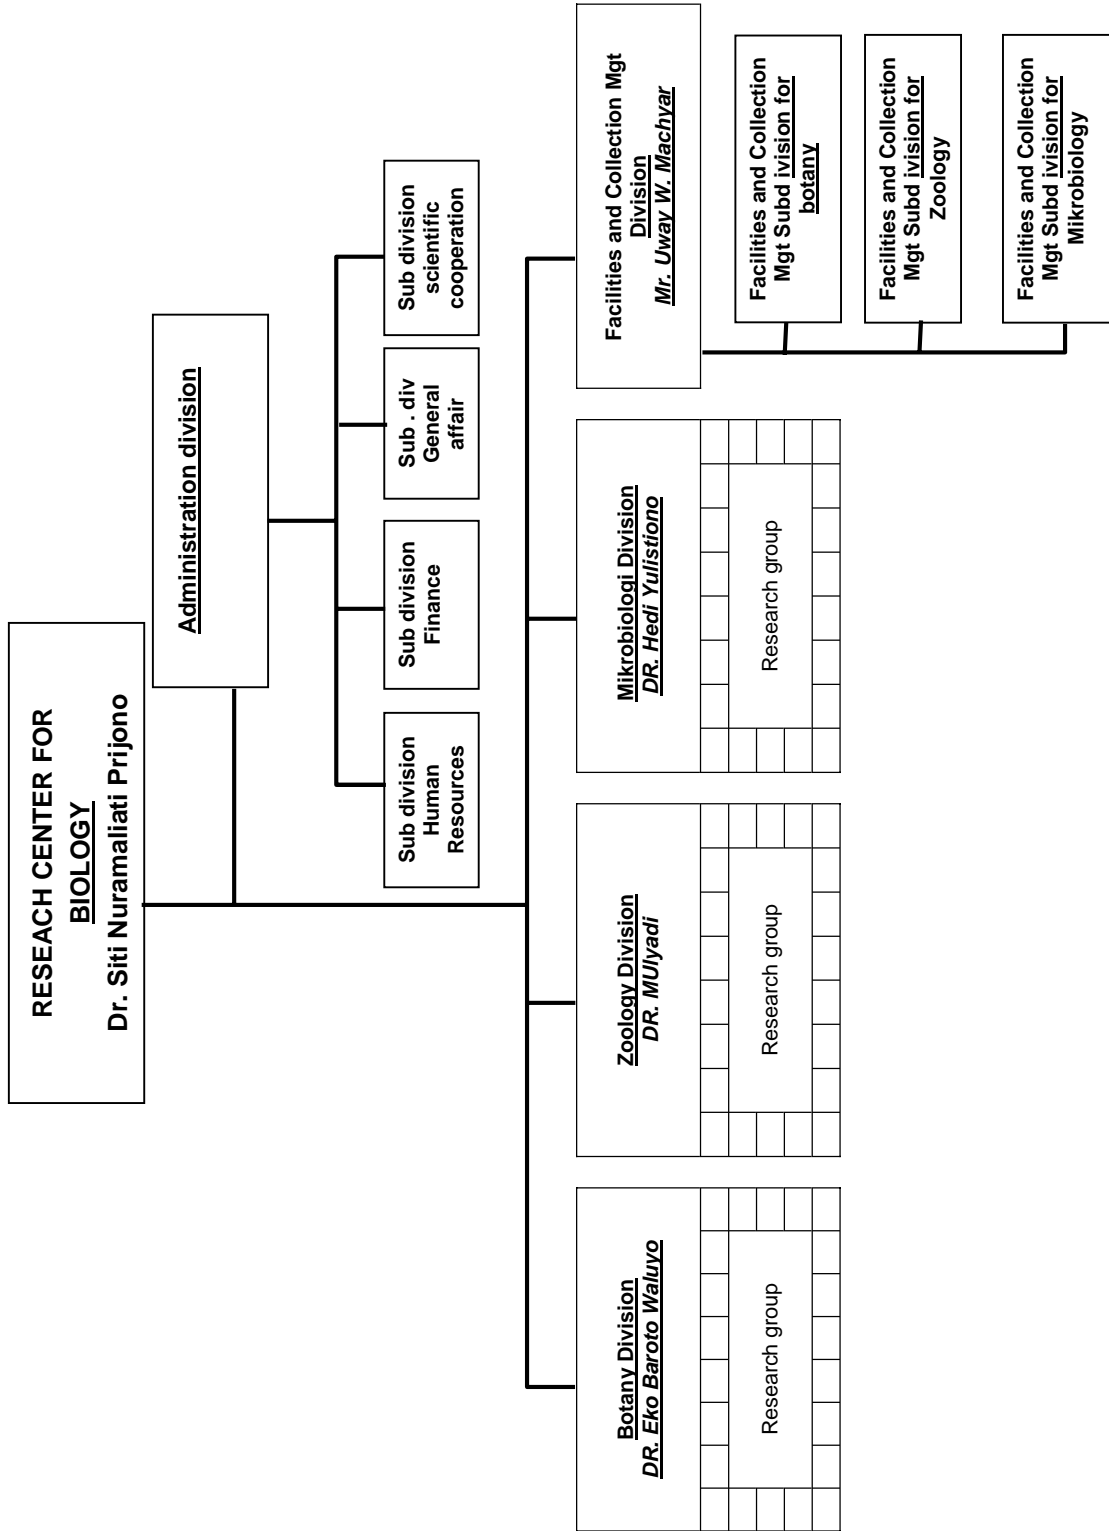 RESEACH CENTER FOR
BIOLOGY
Dr. Siti Nuramaliati Prijono
Administration division
Sub division
Human
Resources
Sub division
Finance
Sub . div
General
affair
Sub division
scientific
cooperation
Botany Division
DR. Eko Baroto Waluyo
Research group
Zoology Division
DR. MUlyadi
Research group
Mikrobiologi Division
DR. Hedi Yulistiono
Research group
Facilities and Collection Mgt
Division
Mr. Uway W. Machyar
Facilities and Collection
Mgt Subd ivision for
botany
Facilities and Collection
Mgt Subd ivision for
Zoology
Facilities and Collection
Mgt Subd ivision for
Mikrobiology